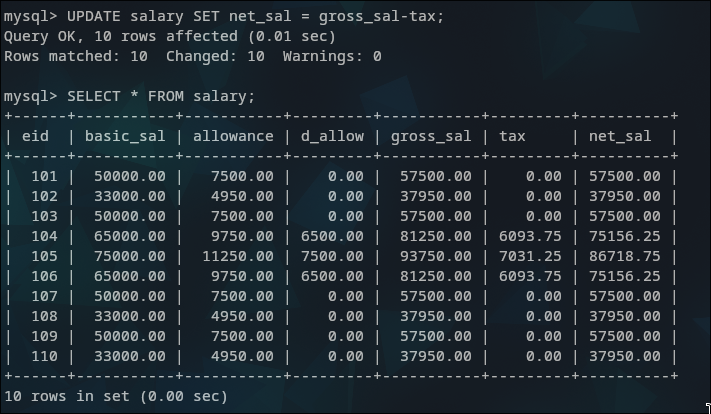 mysql> UPDATE salary SET net_sal = gross_sal-tax;
Query OK, 10 rows affected (0.01 sec)
Rows matched: 10  Changed: 10  Warnings: 0

mysql> SELECT * FROM salary;
+------+-----------+-----------+---------+-----------+---------+----------+
| eid  | basic_sal | allowance | d_allow | gross_sal | tax     | net_sal  |
+------+-----------+-----------+---------+-----------+---------+----------+
|  101 |  50000.00 |   7500.00 |    0.00 |  57500.00 |    0.00 | 57500.00 |
|  102 |  33000.00 |   4950.00 |    0.00 |  37950.00 |    0.00 | 37950.00 |
|  103 |  50000.00 |   7500.00 |    0.00 |  57500.00 |    0.00 | 57500.00 |
|  104 |  65000.00 |   9750.00 | 6500.00 |  81250.00 | 6093.75 | 75156.25 |
|  105 |  75000.00 |  11250.00 | 7500.00 |  93750.00 | 7031.25 | 86718.75 |
|  106 |  65000.00 |   9750.00 | 6500.00 |  81250.00 | 6093.75 | 75156.25 |
|  107 |  50000.00 |   7500.00 |    0.00 |  57500.00 |    0.00 | 57500.00 |
|  108 |  33000.00 |   4950.00 |    0.00 |  37950.00 |    0.00 | 37950.00 |
|  109 |  50000.00 |   7500.00 |    0.00 |  57500.00 |    0.00 | 57500.00 |
|  110 |  33000.00 |   4950.00 |    0.00 |  37950.00 |    0.00 | 37950.00 |
+------+-----------+-----------+---------+-----------+---------+----------+
10 rows in set (0.00 sec)